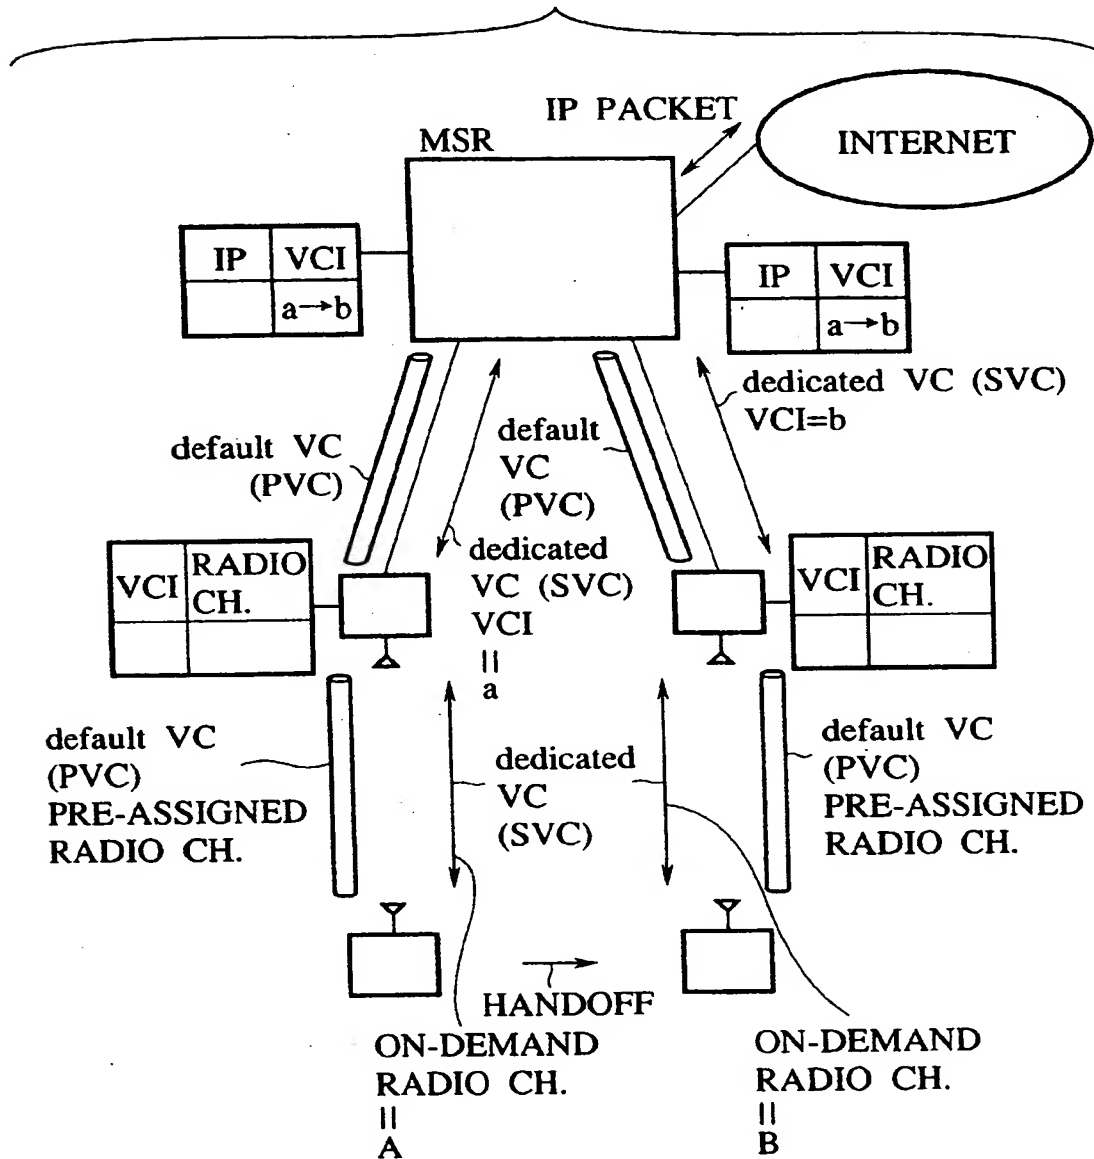 IP PACKET
INTERNET
MSR
IP
VCI
a→b
IP
VCI
a→b
dedicated VC (SVC)
VCI=b
default VC
(PVC)
default
VC
(PVC)
dedicated
VC (SVC)
VCI
=
a
VCI
RADIO
CH.
VCI
RADIO
CH.
default VC
(PVC)
PRE-ASSIGNED
RADIO CH.
dedicated
VC
(SVC)
default VC
(PVC)
PRE-ASSIGNED
RADIO CH.
HANDOFF
ON-DEMAND
RADIO CH.
=
A
ON-DEMAND
RADIO CH.
=
B